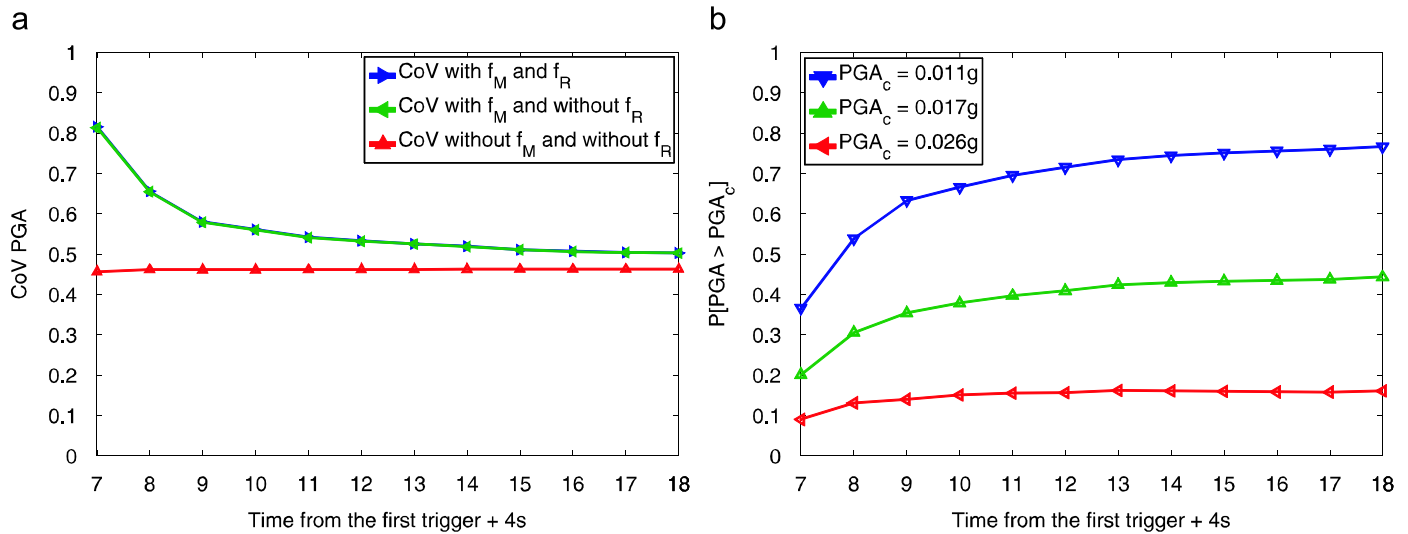 a
1
0.9
0.8
0.7
0.6
0.5
0.4
0.3
0.2
0.1
0
CoV PGA
CoV with f_M and f_R
CoV with f_M and without f_R
CoV without f_M and without f_R
7 8 9 10 11 12 13 14 15 16 17 18
Time from the first trigger + 4s
b
1
0.9
0.8
0.7
0.6
0.5
0.4
0.3
0.2
0.1
0
P[PGA > PGA_c]
PGA_c = 0.011g
PGA_c = 0.017g
PGA_c = 0.026g
7 8 9 10 11 12 13 14 15 16 17 18
Time from the first trigger + 4s